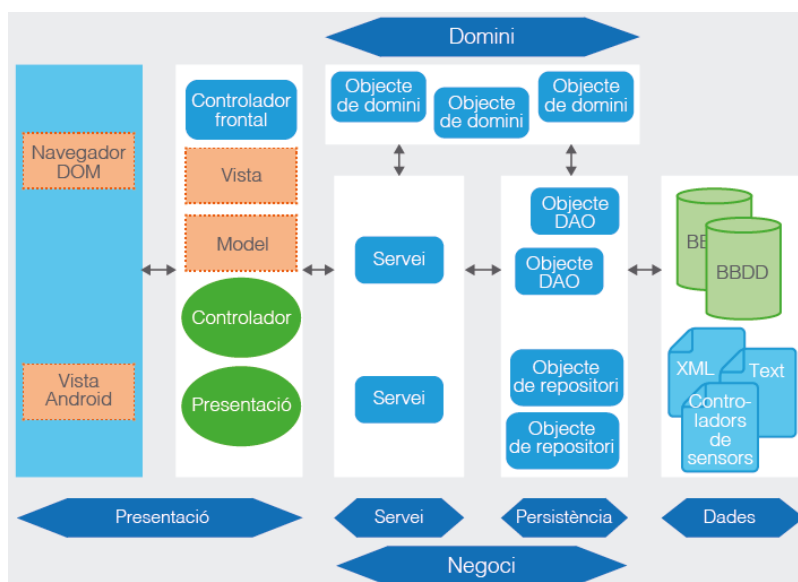 Domini
Objecte
de domini
Objecte
de domini
Objecte
de domini
Navegador
DOM
Vista
Android
Controlador
frontal
Vista
Model
Controlador
Presentació
Servei
Servei
Objecte
DAO
Objecte
DAO
Objecte
de repositori
Objecte
de repositori
BBDD
XML
Text
Contro-
ladors
de
sensors
Presentació
Servei
Persistència
Dades
Negoci